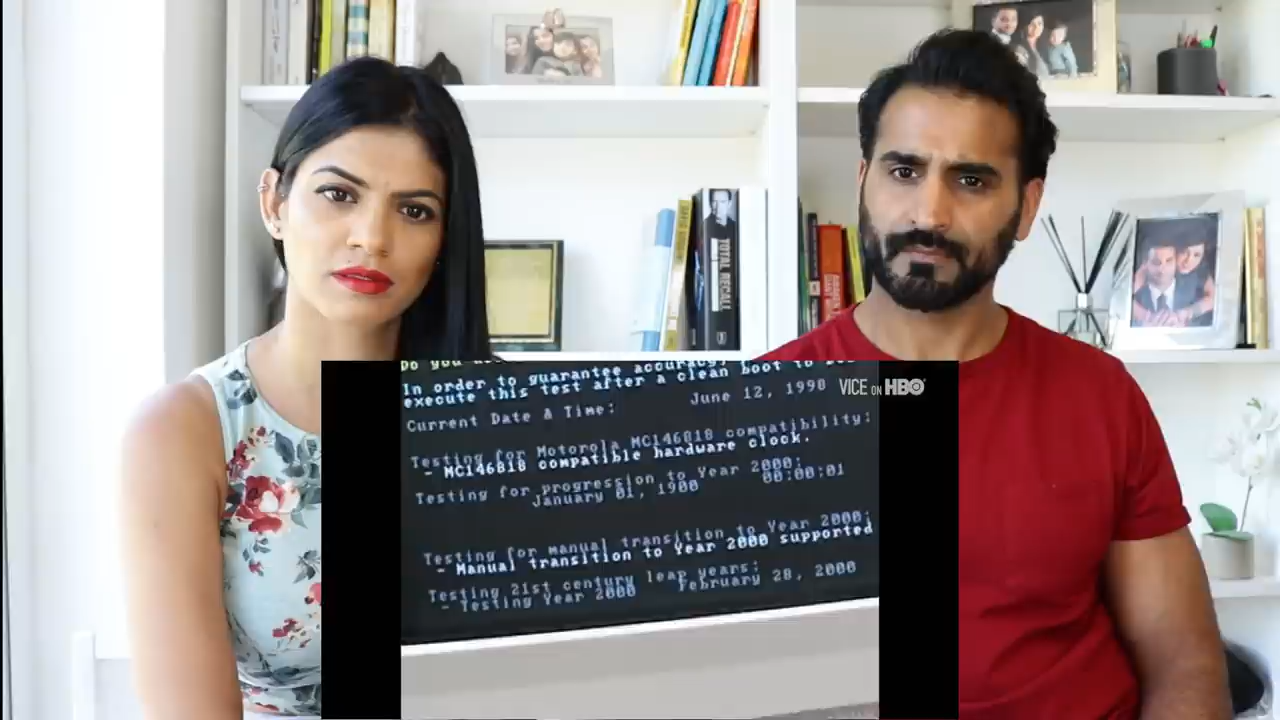 TOTAL RECALL
VICE ON HBO
Do you
In order to guarantee accuracy,
execute this test after a clean boot to
Current Date & Time: June 12, 1998
Testing for Motorola MC146818 compatibility:
- MC146818 compatible hardware clock.
Testing for progression to Year 2000:
January 01, 1900 00:00:01
Testing for manual transition to Year 2000:
- Manual transition to Year 2000 supported
Testing 21st century leap years:
- Testing Year 2000 February 28, 2000